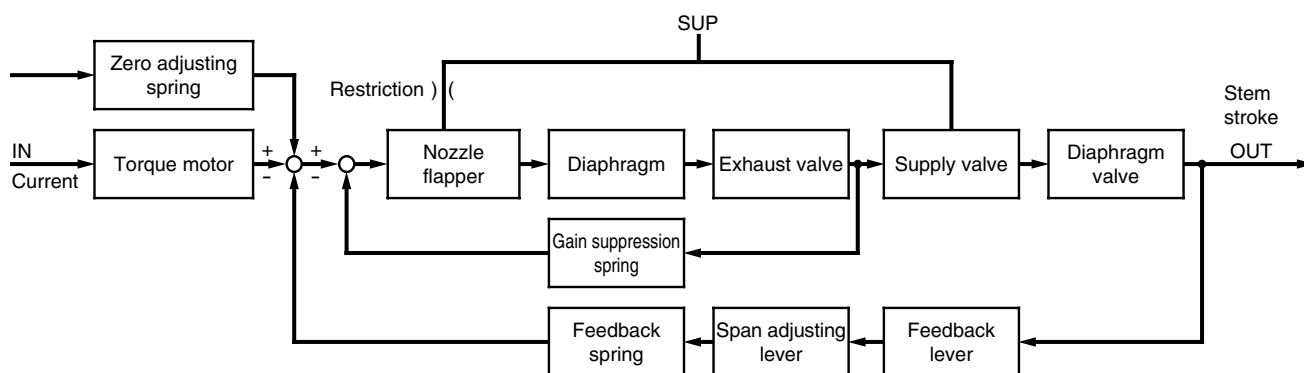 SUP
Zero adjusting
spring
Restriction ) (
Stem
stroke
IN
Current
Torque motor
+
-
+
-
Nozzle
flapper
Diaphragm
Exhaust valve
Supply valve
Diaphragm
valve
OUT
Gain suppression
spring
Feedback
spring
Span adjusting
lever
Feedback
lever